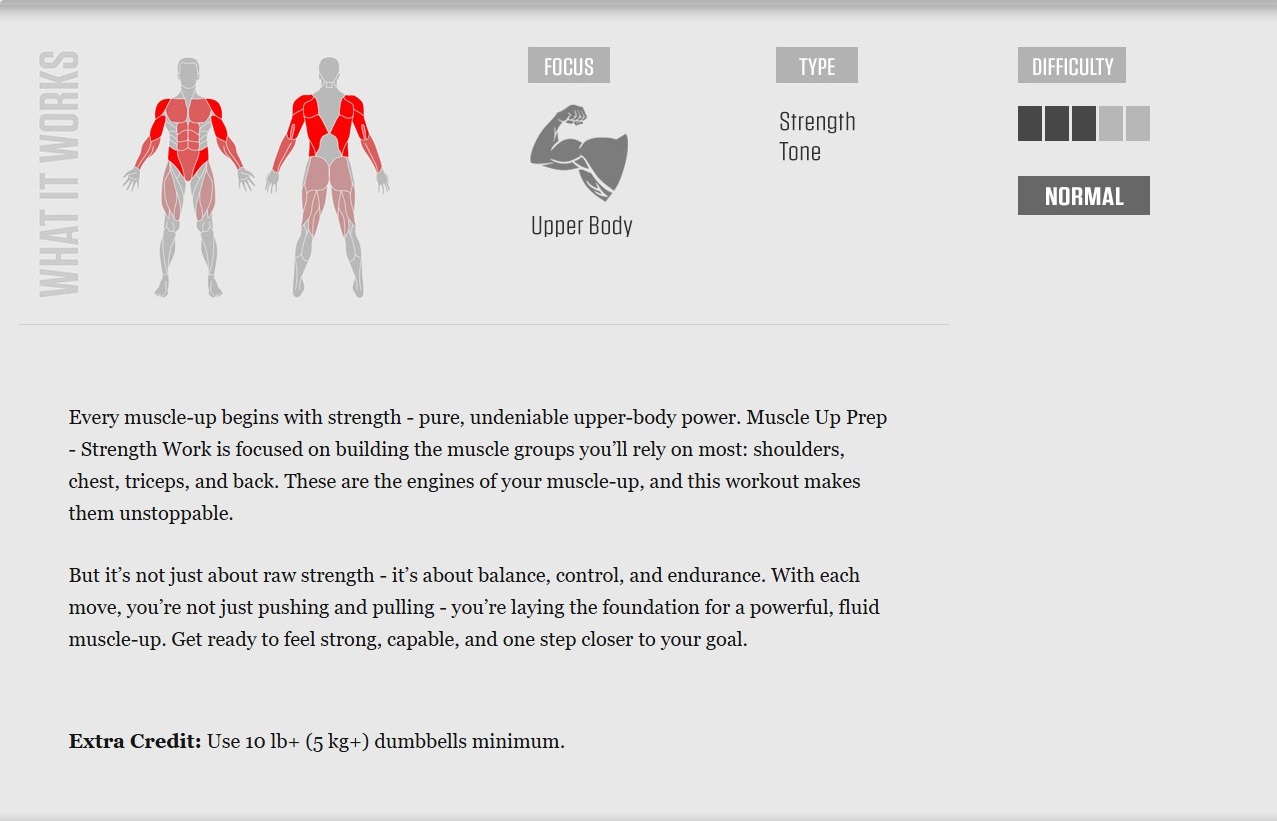 WHAT IT WORKS
FOCUS
Upper Body
TYPE
Strength
Tone
DIFFICULTY
NORMAL
Every muscle-up begins with strength - pure, undeniable upper-body power. Muscle Up Prep
- Strength Work is focused on building the muscle groups you’ll rely on most: shoulders,
chest, triceps, and back. These are the engines of your muscle-up, and this workout makes
them unstoppable.
But it’s not just about raw strength - it’s about balance, control, and endurance. With each
move, you’re not just pushing and pulling - you’re laying the foundation for a powerful, fluid
muscle-up. Get ready to feel strong, capable, and one step closer to your goal.
Extra Credit: Use 10 lb+ (5 kg+) dumbbells minimum.